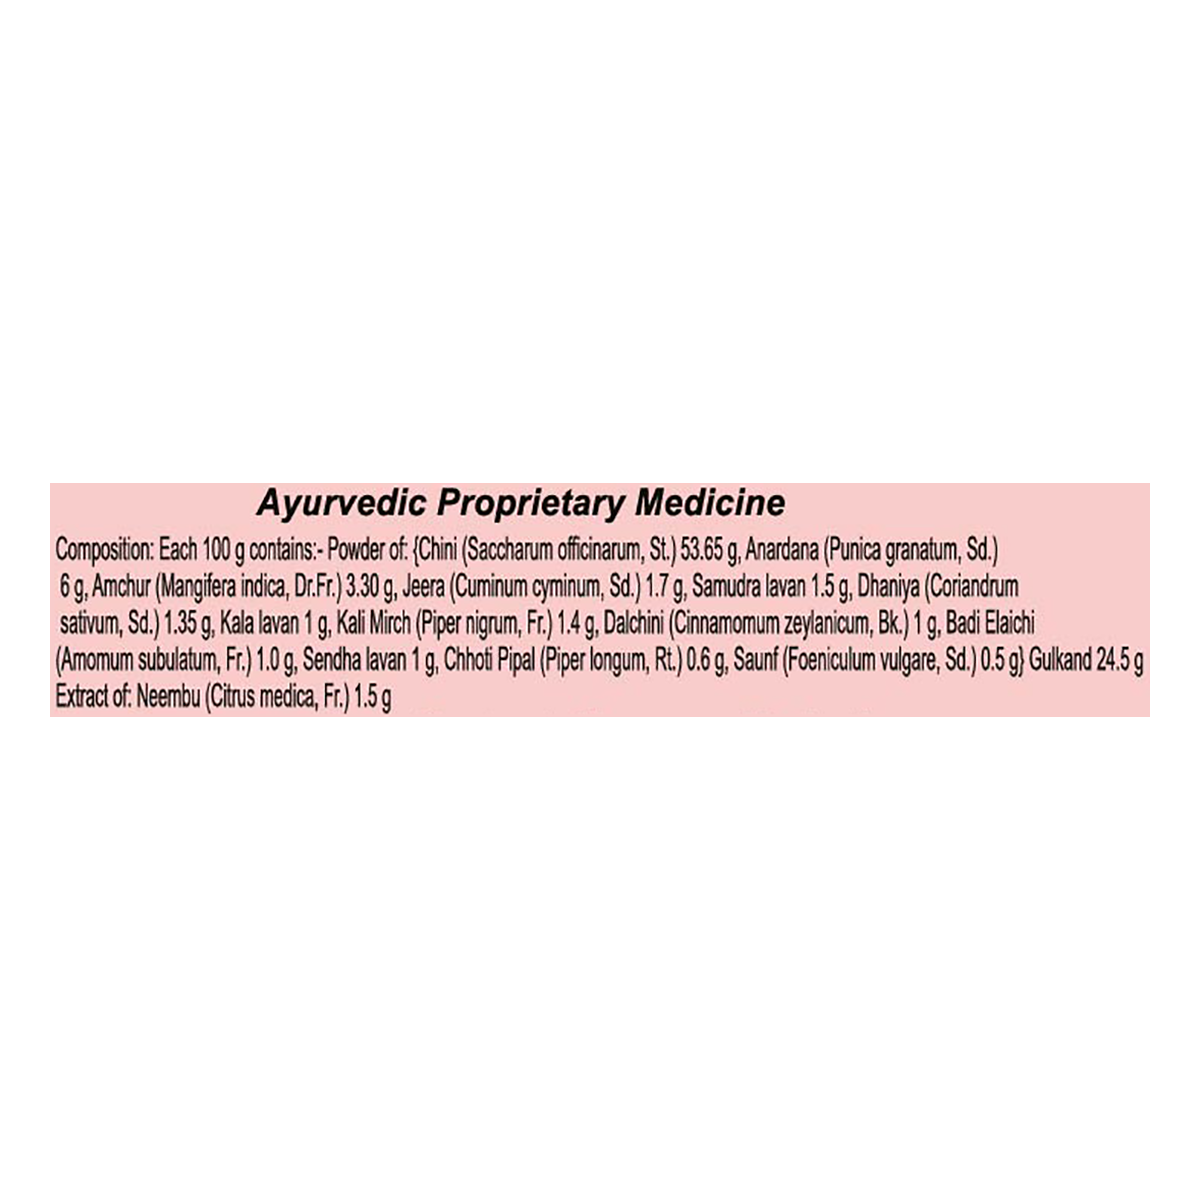 Ayurvedic Proprietary Medicine
Composition: Each 100 g contains:- Powder of: {Chini (Saccharum officinarum, St.) 53.65 g, Anardana (Punica granatum, Sd.)
6 g, Amchur (Mangifera indica, Dr.Fr.) 3.30 g, Jeera (Cuminum cyminum, Sd.) 1.7 g, Samudra lavan 1.5 g, Dhaniya (Coriandrum
sativum, Sd.) 1.35 g, Kala lavan 1 g, Kali Mirch (Piper nigrum, Fr.) 1.4 g, Dalchini (Cinnamomum zeylanicum, Bk.) 1 g, Badi Elaichi
(Amomum subulatum, Fr.) 1.0 g, Sendha lavan 1 g, Chhoti Pipal (Piper longum, Rt.) 0.6 g, Saunf (Foeniculum vulgare, Sd.) 0.5 g} Gulkand 24.5 g
Extract of: Neembu (Citrus medica, Fr.) 1.5 g